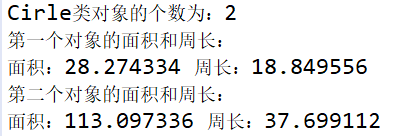 Cirle类对象的个数为：2
第一个对象的面积和周长：
面积：28.274334 周长：18.849556
第二个对象的面积和周长：
面积：113.097336 周长：37.699112